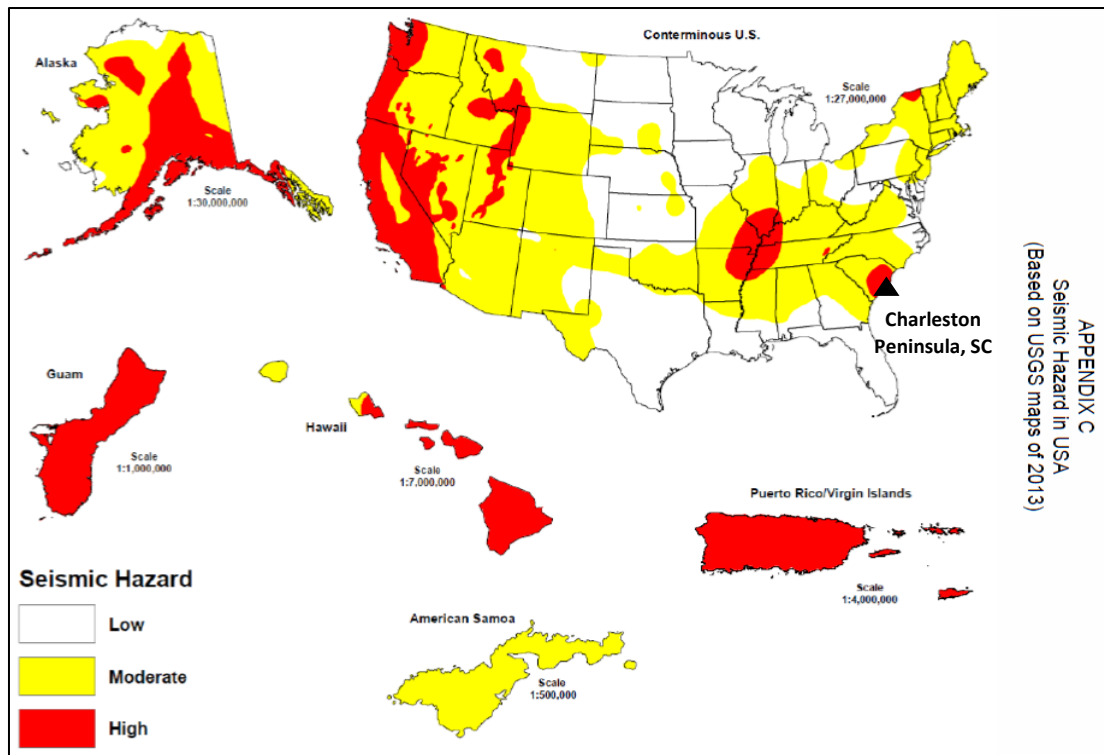 Alaska
Scale
1:30,000,000
Conterminous U.S.
Scale
1:27,000,000
Charleston
Peninsula, SC
APPENDIX C
Seismic Hazard in USA
(Based on USGS maps of 2013)
Guam
Scale
1:1,000,000
Hawaii
Scale
1:7,000,000
Puerto Rico/Virgin Islands
Scale
1:4,000,000
American Samoa
Scale
1:500,000
Seismic Hazard
Low
Moderate
High